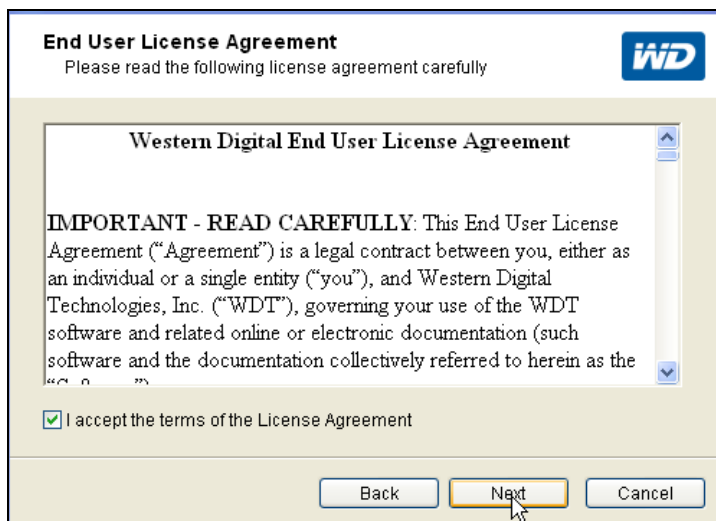 End User License Agreement
Please read the following license agreement carefully
WD
Western Digital End User License Agreement
IMPORTANT - READ CAREFULLY: This End User License
Agreement (“Agreement”) is a legal contract between you, either as
an individual or a single entity (“you”), and Western Digital
Technologies, Inc. (“WDT”), governing your use of the WDT
software and related online or electronic documentation (such
software and the documentation collectively referred to herein as the
I accept the terms of the License Agreement
Back Next Cancel